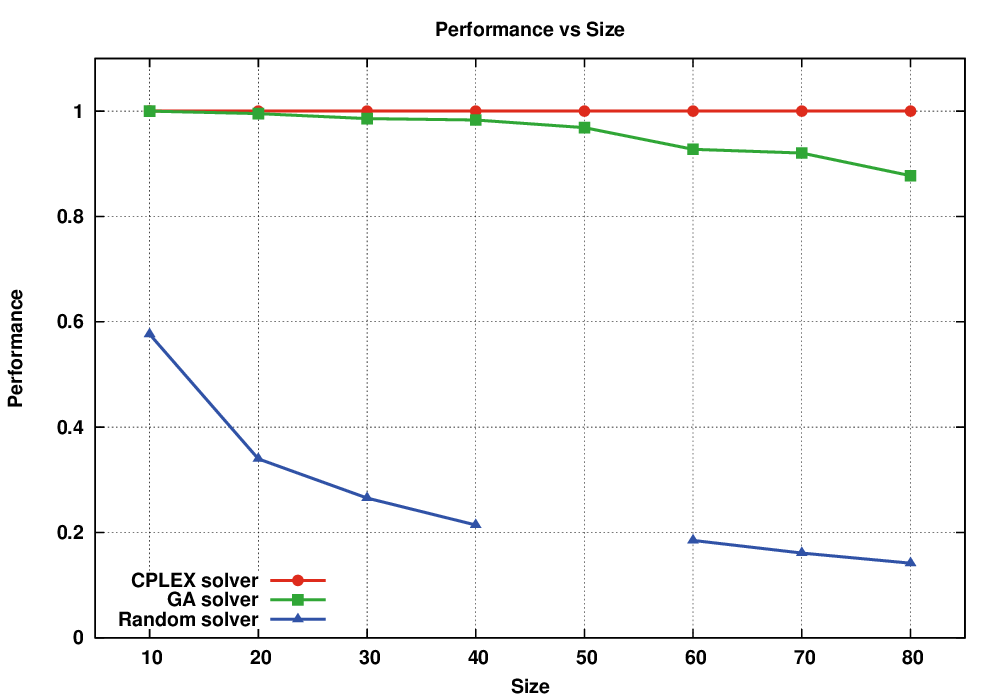 Performance vs Size
1
0.8
0.6
0.4
0.2
0
Performance
CPLEX solver
GA solver
Random solver
10 20 30 40 50 60 70 80
Size